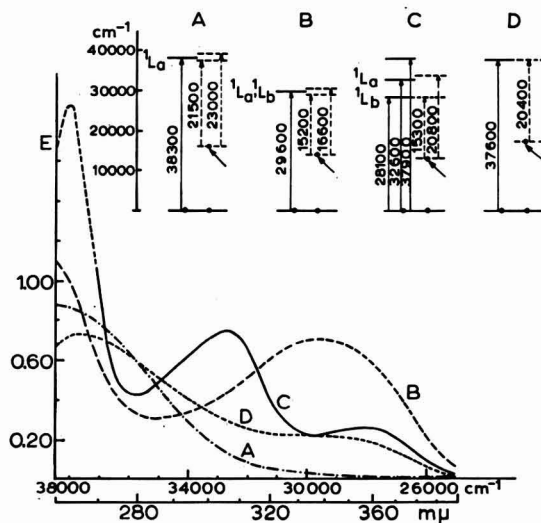 A B C D
cm⁻¹
40000
30000
20000
10000
¹La
38300
21500
23000
¹La ¹Lb
29600
15200
16600
¹La
¹Lb
28100
32600
37900
15300
20800
37600
20400
E
1.00
0.60
0.20
B
C
D
A
38000 34000 30000 26000 cm⁻¹
280 320 360 mμ